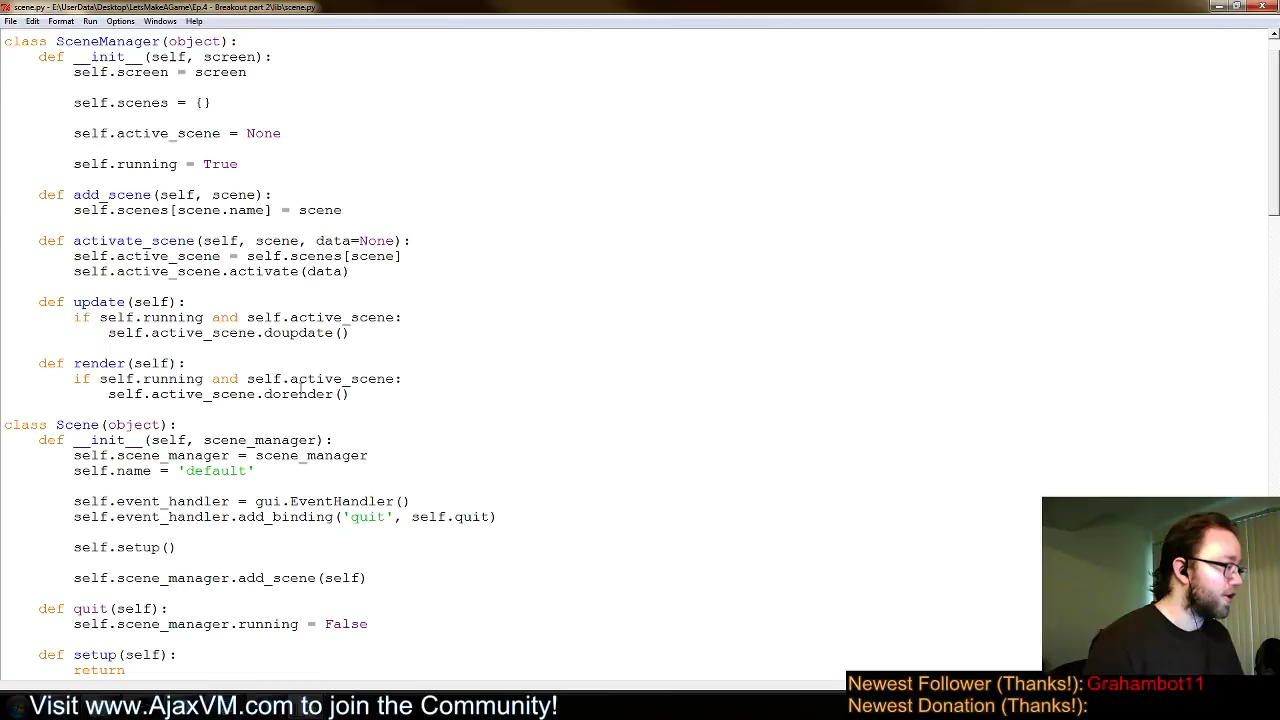 scene.py - E:\UserData\Desktop\LetsMakeAGame\Ep.4 - Breakout part 2\lib\scene.py
File Edit Format Run Options Windows Help
class SceneManager(object):
def __init__(self, screen):
self.screen = screen
self.scenes = {}
self.active_scene = None
self.running = True
def add_scene(self, scene):
self.scenes[scene.name] = scene
def activate_scene(self, scene, data=None):
self.active_scene = self.scenes[scene]
self.active_scene.activate(data)
def update(self):
if self.running and self.active_scene:
self.active_scene.doupdate()
def render(self):
if self.running and self.active_scene:
self.active_scene.dorender()
class Scene(object):
def __init__(self, scene_manager):
self.scene_manager = scene_manager
self.name = 'default'
self.event_handler = gui.EventHandler()
self.event_handler.add_binding('quit', self.quit)
self.setup()
self.scene_manager.add_scene(self)
def quit(self):
self.scene_manager.running = False
def setup(self):
return
Newest Follower (Thanks!): Grahambot11
Visit www.AjaxVM.com to join the Community!
Newest Donation (Thanks!):